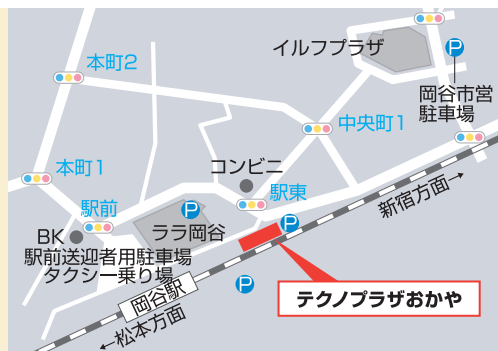 イルフプラザ
P
岡谷市営
駐車場
本町2
中央町1
本町1
コンビニ
駅東
新宿方面→
駅前
P
ララ岡谷
P
BK
駅前送迎者用駐車場
タクシー乗り場
岡谷駅
P
テクノプラザおかや
←松本方面